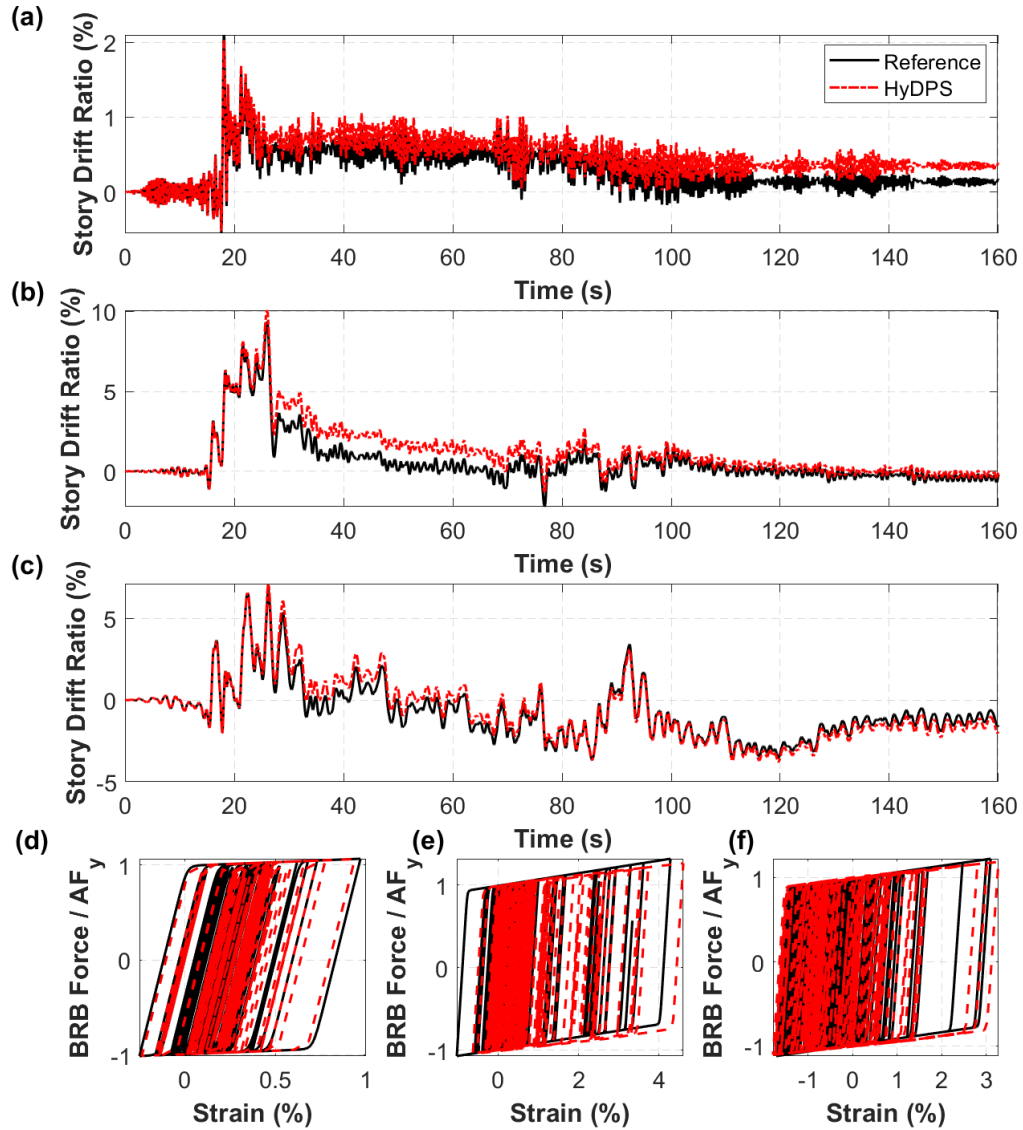 (a)
Story Drift Ratio (%)
2
1
0
Reference
HyDPS
0 20 40 60 80 100 120 140 160
Time (s)
(b)
Story Drift Ratio (%)
10
5
0
0 20 40 60 80 100 120 140 160
Time (s)
(c)
Story Drift Ratio (%)
5
0
-5
0 20 40 60 80 100 120 140 160
Time (s)
(d)
BRB Force / AFy
1
0
-1
0 0.5 1
Strain (%)
(e)
BRB Force / AFy
1
0
-1
0 2 4
Strain (%)
(f)
BRB Force / AFy
1
0
-1
-1 0 1 2 3
Strain (%)